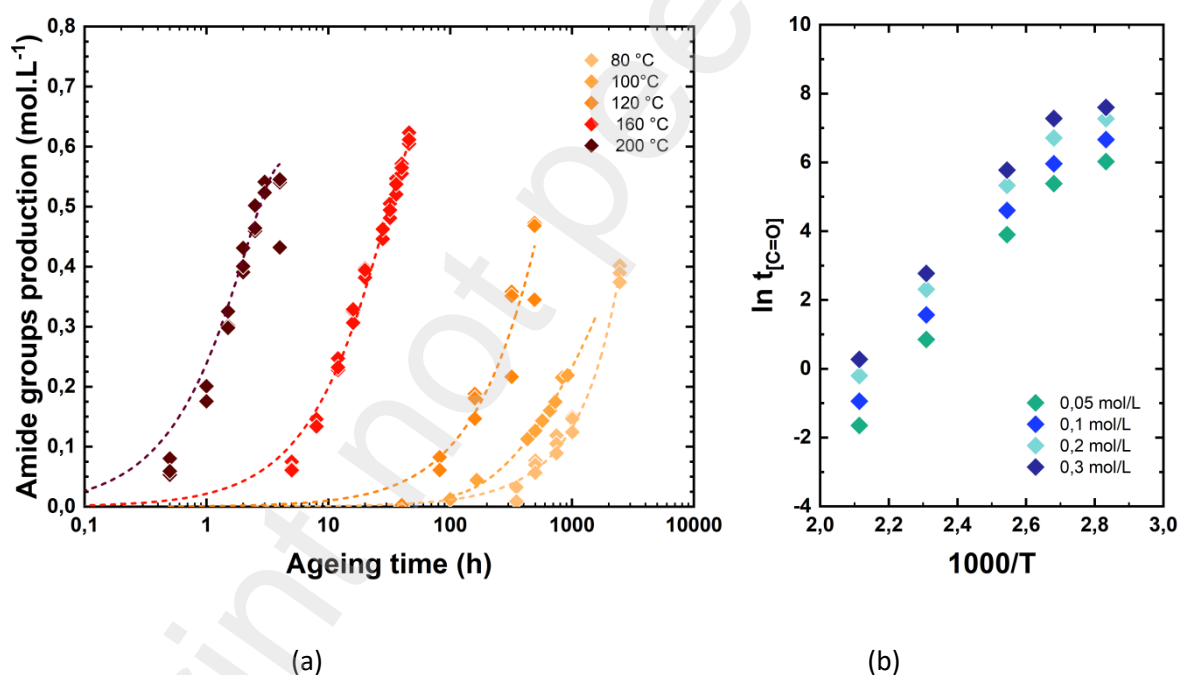 Amide groups production (mol.L⁻¹)
0,8
0,7
0,6
0,5
0,4
0,3
0,2
0,1
0,0
80 °C
100°C
120 °C
160 °C
200 °C
0,1
1
10
100
1000
10000
Ageing time (h)
(a)
ln t[C=O]
10
8
6
4
2
0
-2
-4
0,05 mol/L
0,1 mol/L
0,2 mol/L
0,3 mol/L
2,0
2,2
2,4
2,6
2,8
3,0
1000/T
(b)